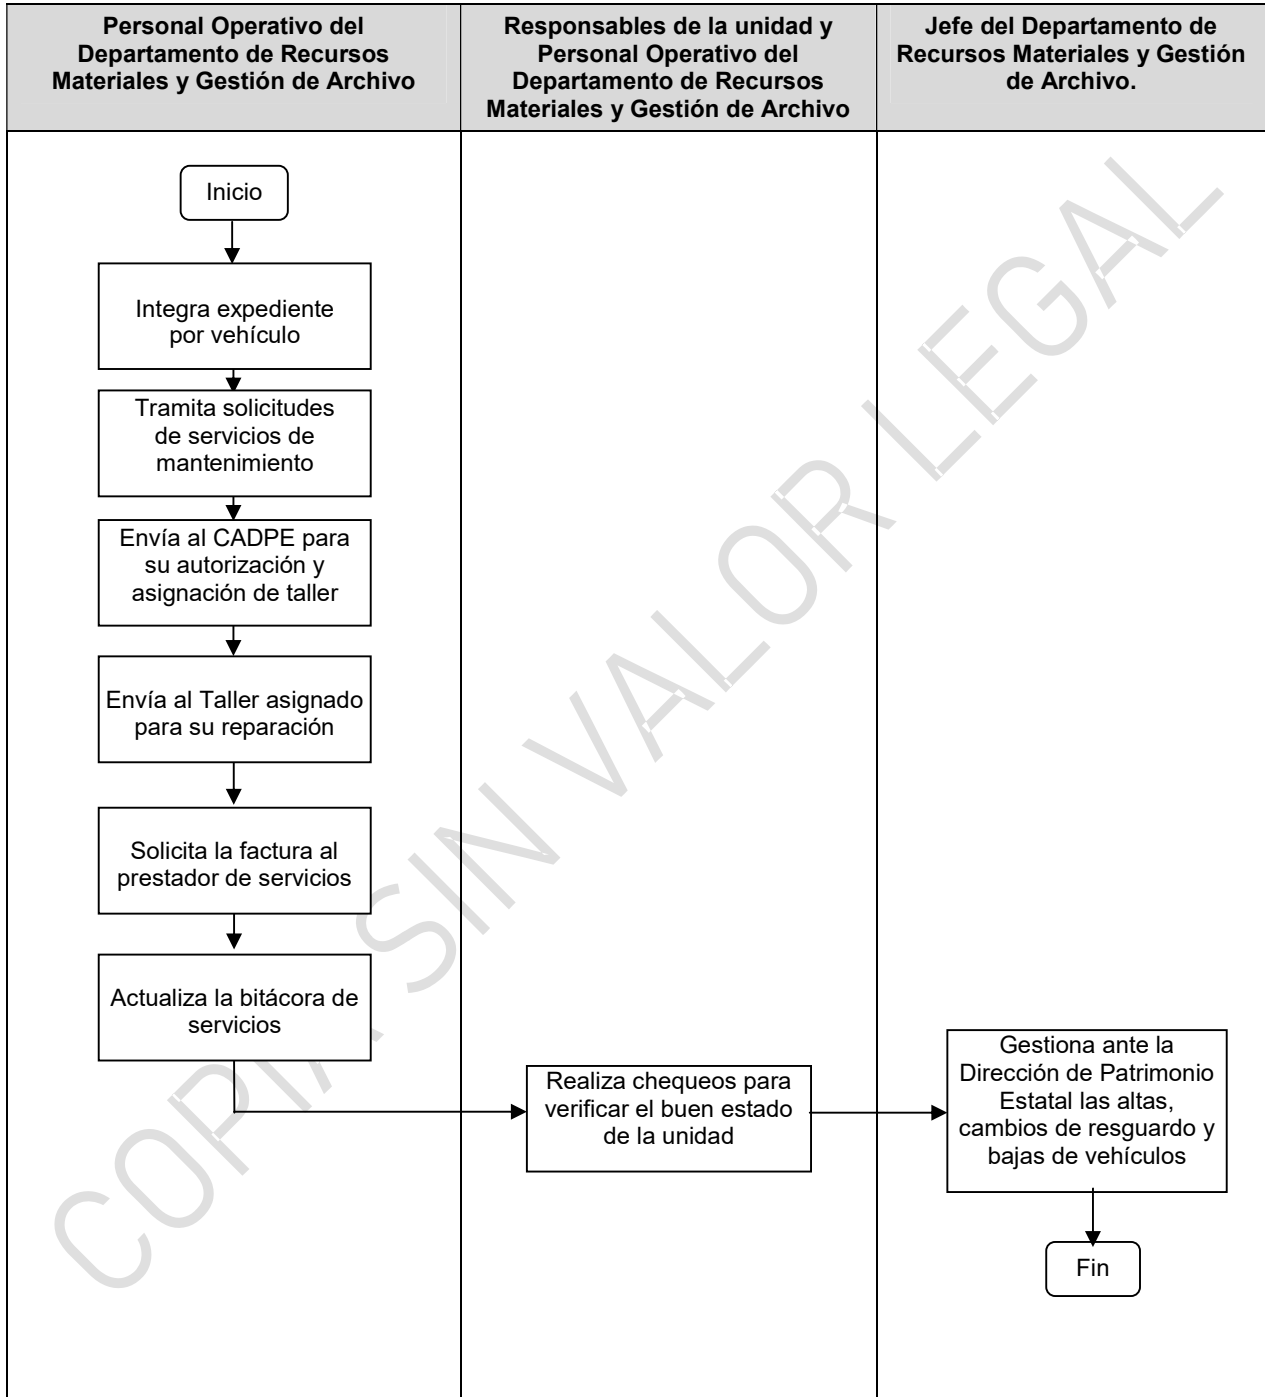 Personal Operativo del
Departamento de Recursos
Materiales y Gestión de Archivo
Responsables de la unidad y
Personal Operativo del
Departamento de Recursos
Materiales y Gestión de Archivo
Jefe del Departamento de
Recursos Materiales y Gestión
de Archivo.
Inicio
Integra expediente
por vehículo
Tramita solicitudes
de servicios de
mantenimiento
Envía al CADPE para
su autorización y
asignación de taller
Envía al Taller asignado
para su reparación
Solicita la factura al
prestador de servicios
Actualiza la bitácora de
servicios
Realiza chequeos para
verificar el buen estado
de la unidad
Gestiona ante la
Dirección de Patrimonio
Estatal las altas,
cambios de resguardo y
bajas de vehículos
Fin
COPIA SIN VALOR LEGAL